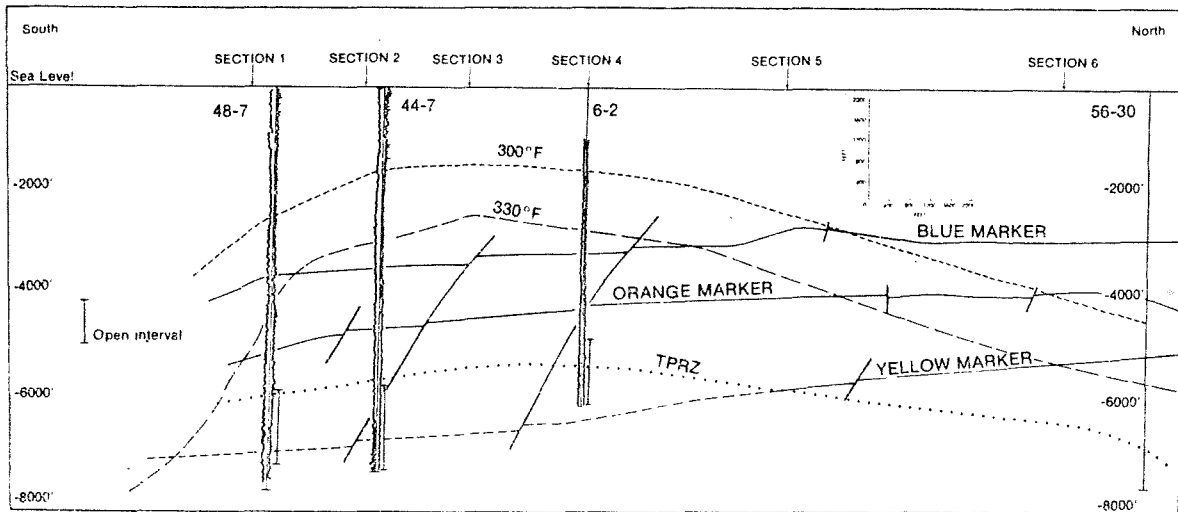 South
North
SECTION 1
SECTION 2
SECTION 3
SECTION 4
SECTION 5
SECTION 6
Sea Level
48-7
44-7
6-2
56-30
300°F
-2000'
-2000'
330°F
BLUE MARKER
-4000'
ORANGE MARKER
-4000'
Open interval
TPRZ
YELLOW MARKER
-6000'
-6000'
-8000'
-8000'